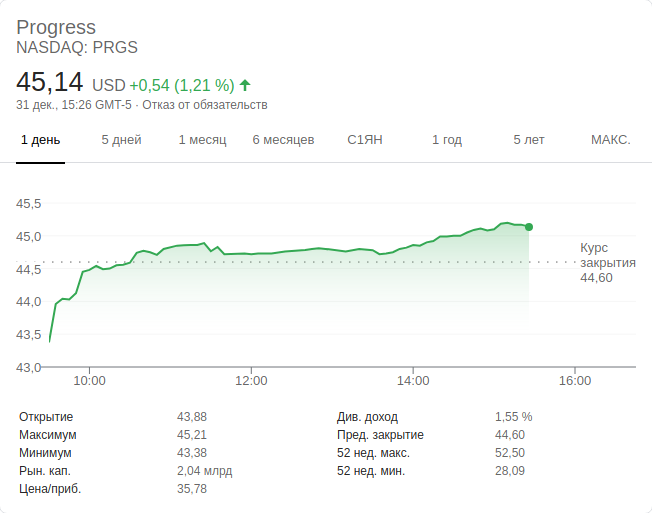 Progress
NASDAQ: PRGS
45,14 USD +0,54 (1,21 %)
31 дек., 15:26 GMT-5 · Отказ от обязательств
1 день 5 дней 1 месяц 6 месяцев С1ЯН 1 год 5 лет МАКС.
45,5
45,0
44,5
44,0
43,5
43,0
Курс
закрытия
44,60
10:00 12:00 14:00 16:00
Открытие 43,88 Див. доход 1,55 %
Максимум 45,21 Пред. закрытие 44,60
Минимум 43,38 52 нед. макс. 52,50
Рын. кап. 2,04 млрд 52 нед. мин. 28,09
Цена/приб. 35,78